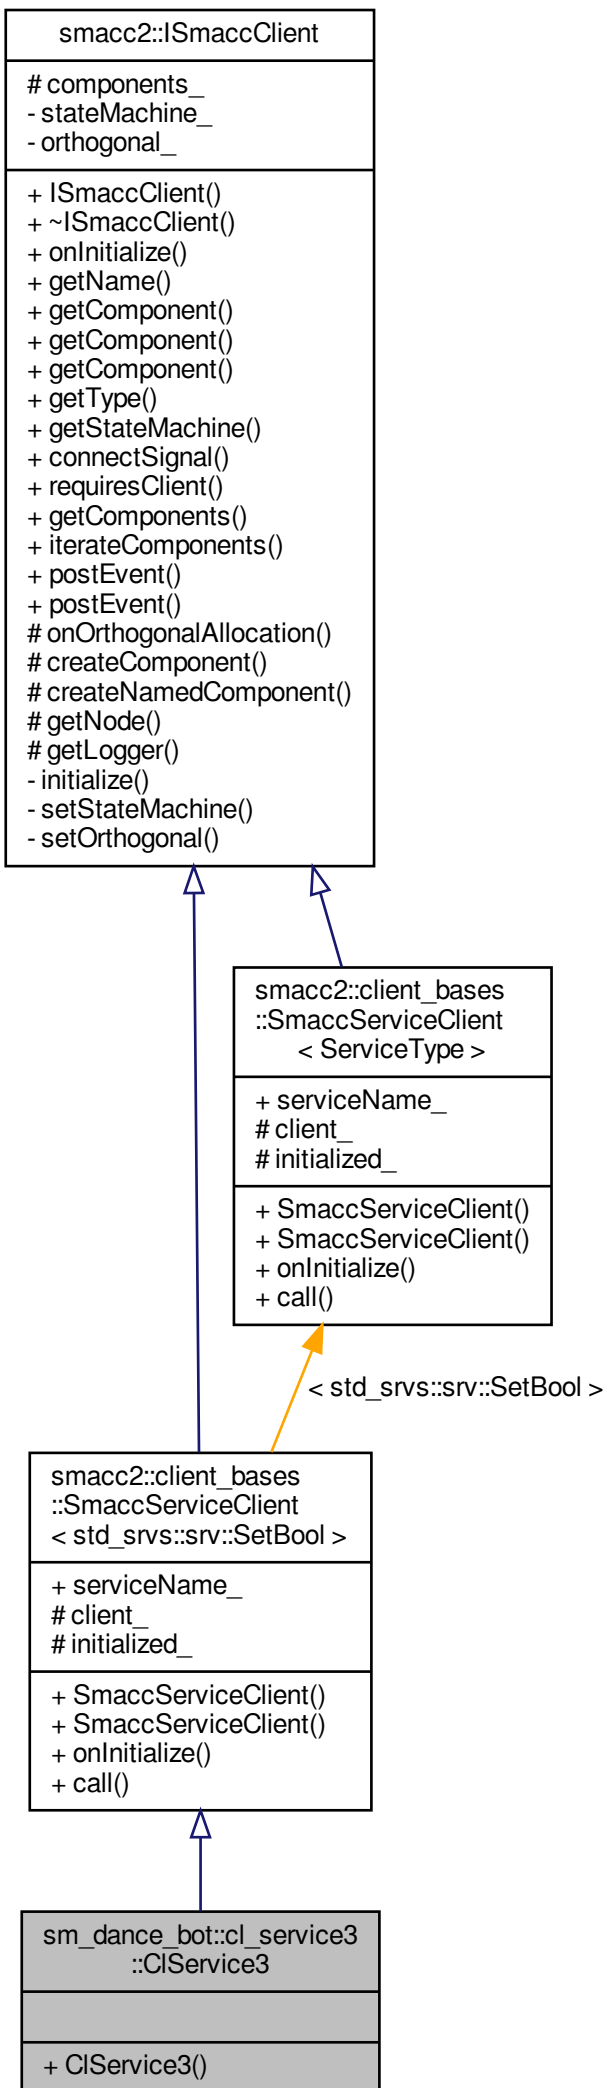 smacc2::ISmaccClient
# components_
- stateMachine_
- orthogonal_
+ ISmaccClient()
+ ~ISmaccClient()
+ onInitialize()
+ getName()
+ getComponent()
+ getComponent()
+ getComponent()
+ getType()
+ getStateMachine()
+ connectSignal()
+ requiresClient()
+ getComponents()
+ iterateComponents()
+ postEvent()
+ postEvent()
# onOrthogonalAllocation()
# createComponent()
# createNamedComponent()
# getNode()
# getLogger()
- initialize()
- setStateMachine()
- setOrthogonal()
smacc2::client_bases
::SmaccServiceClient
< ServiceType >
+ serviceName_
# client_
# initialized_
+ SmaccServiceClient()
+ SmaccServiceClient()
+ onInitialize()
+ call()
< std_srvs::srv::SetBool >
smacc2::client_bases
::SmaccServiceClient
< std_srvs::srv::SetBool >
+ serviceName_
# client_
# initialized_
+ SmaccServiceClient()
+ SmaccServiceClient()
+ onInitialize()
+ call()
sm_dance_bot::cl_service3
::ClService3
+ ClService3()